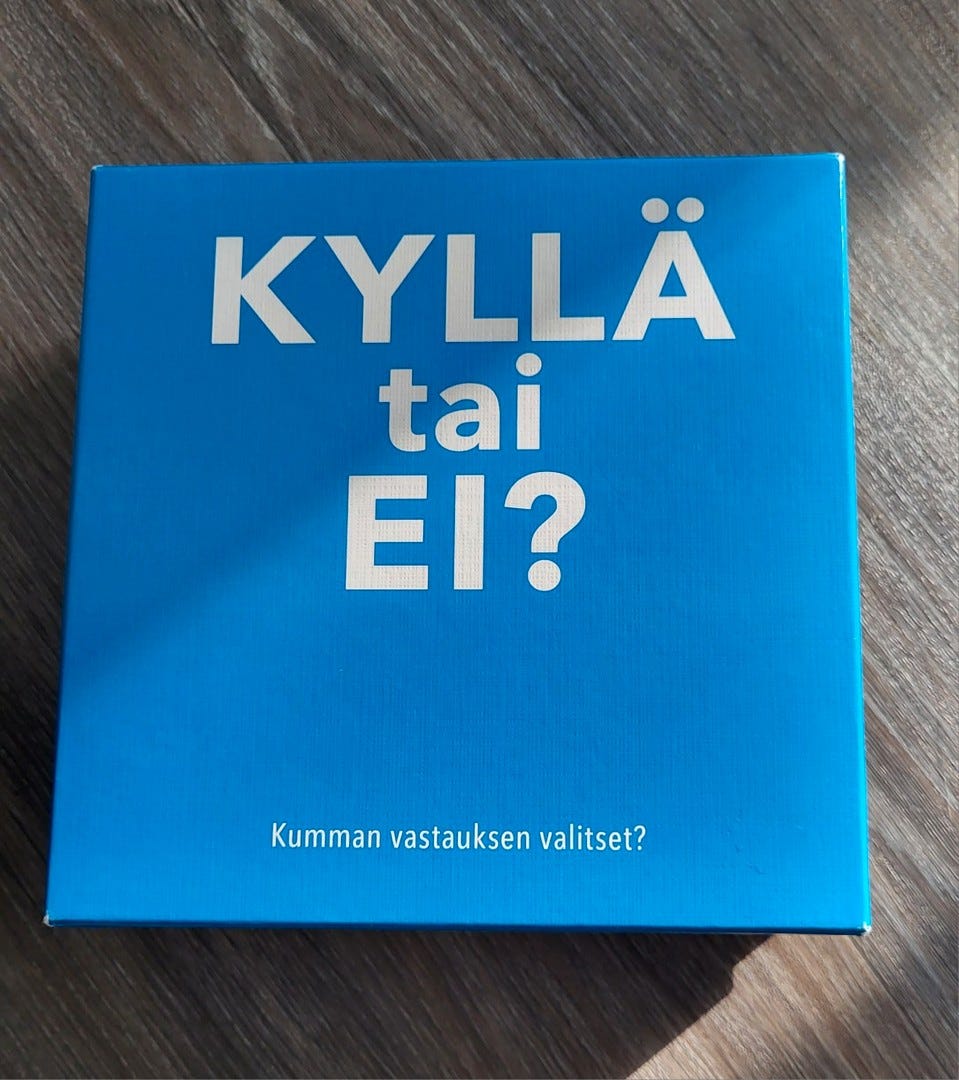 KYLLÄ
tai
EI?
Kumman vastauksen valitset?